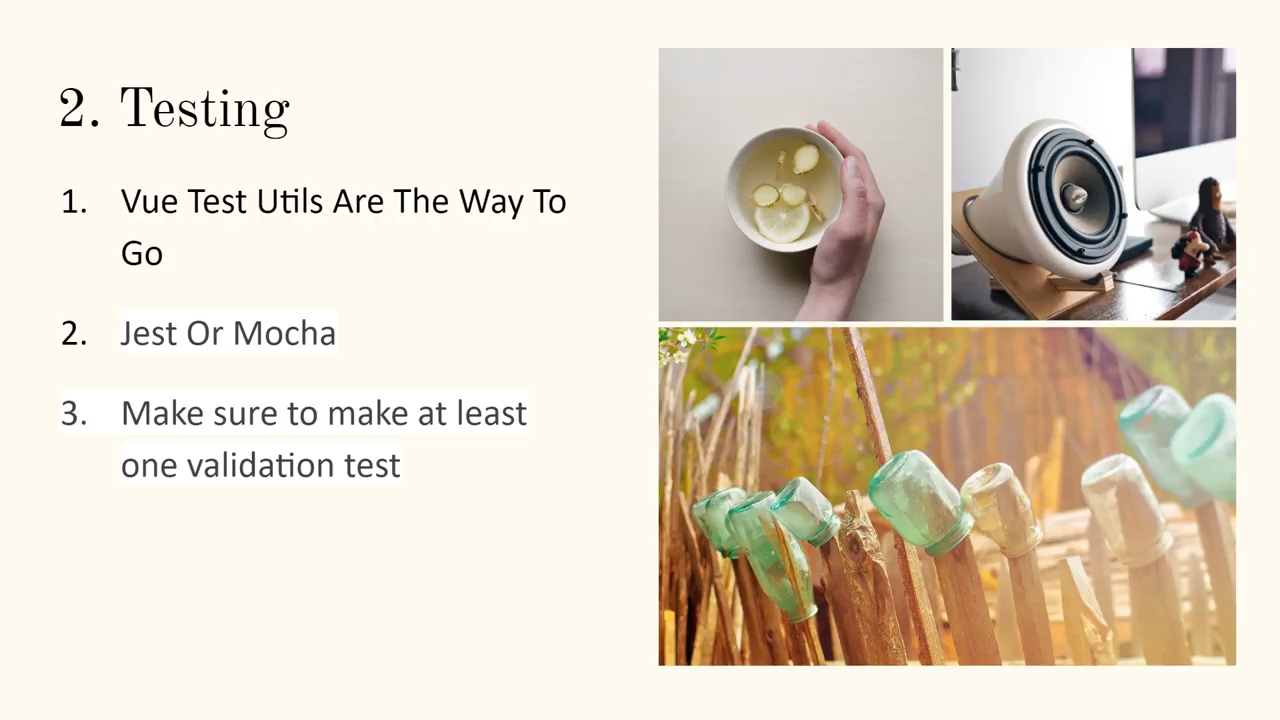 2. Testing
1. Vue Test Utils Are The Way To
Go
2. Jest Or Mocha
3. Make sure to make at least
one validation test